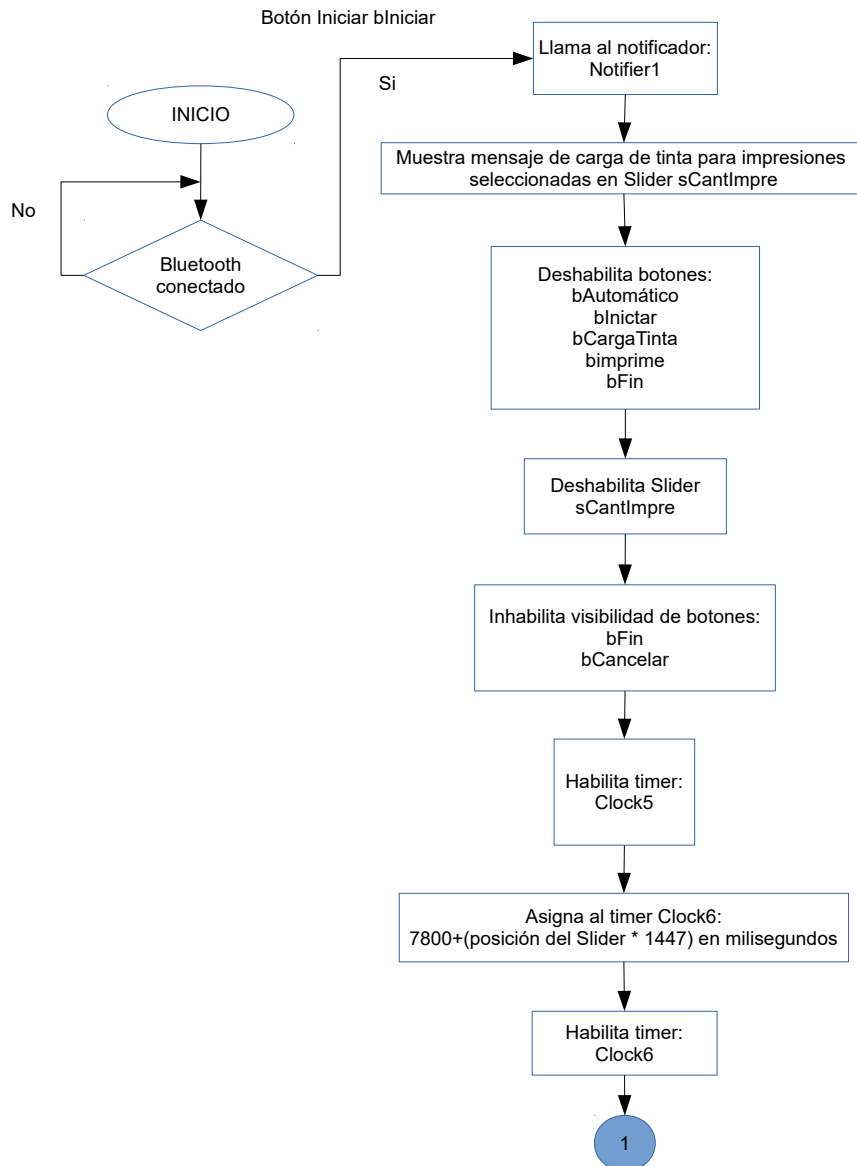 Botón Iniciar bIniciar
INICIO
No
Bluetooth
conectado
Si
Llama al notificador:
Notifier1
Muestra mensaje de carga de tinta para impresiones
seleccionadas en Slider sCantImpre
Deshabilita botones:
bAutomático
bInictar
bCargaTinta
bimprime
bFin
Deshabilita Slider
sCantImpre
Inhabilita visibilidad de botones:
bFin
bCancelar
Habilita timer:
Clock5
Asigna al timer Clock6:
7800+(posición del Slider * 1447) en milisegundos
Habilita timer:
Clock6
1